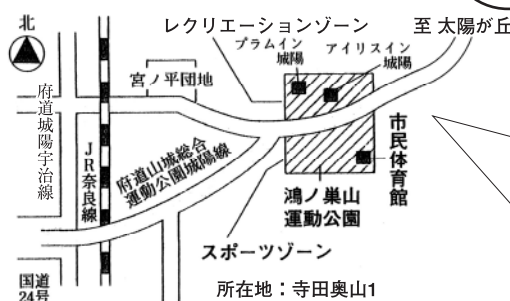 北
レクリエーションゾーン
至 太陽が丘
プラムイン
城陽
アイリスイン
城陽
宮ノ平団地
府道城陽宇治線
JR奈良線
府道山城総合
運動公園城陽線
市民体育館
鴻ノ巣山
運動公園
スポーツゾーン
国道
24号
所在地：寺田奥山1